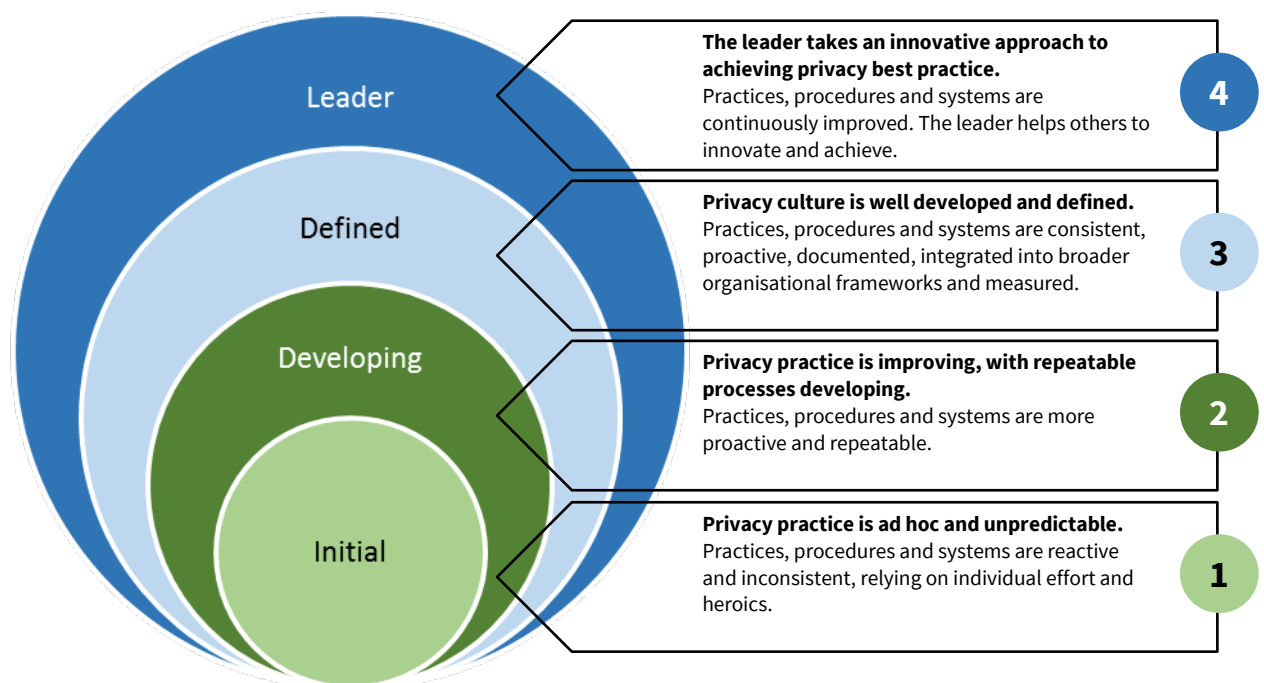 Leader
The leader takes an innovative approach to
achieving privacy best practice.
Practices, procedures and systems are
continuously improved. The leader helps others to
innovate and achieve.
4
Defined
Privacy culture is well developed and defined.
Practices, procedures and systems are consistent,
proactive, documented, integrated into broader
organisational frameworks and measured.
3
Developing
Privacy practice is improving, with repeatable
processes developing.
Practices, procedures and systems are more
proactive and repeatable.
2
Initial
Privacy practice is ad hoc and unpredictable.
Practices, procedures and systems are reactive
and inconsistent, relying on individual effort and
heroics.
1